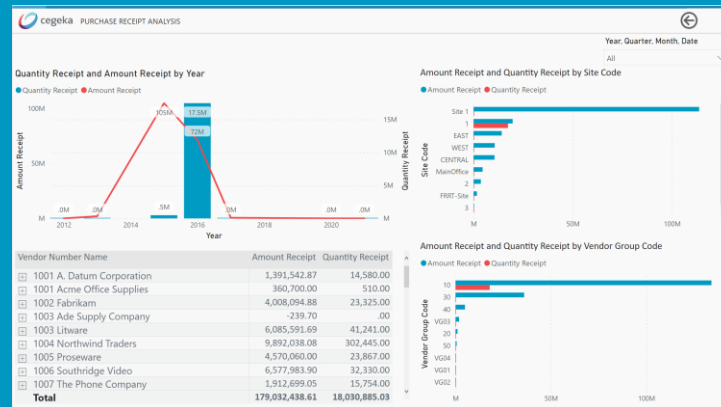 cegeka PURCHASE RECEIPT ANALYSIS
Year, Quarter, Month, Date
All
Quantity Receipt and Amount Receipt by Year
Quantity Receipt Amount Receipt
100M
50M
M
Amount Receipt
.0M
.0M
105M
.5M
17.5M
72M
.0M
.0M
.0M
15M
10M
5M
0M
Quantity Receipt
2012
2014
2016
2018
2020
Year
Amount Receipt and Quantity Receipt by Site Code
Amount Receipt Quantity Receipt
Site Code
Site 1
1
EAST
WEST
CENTRAL
MainOffice
2
FRRT-Site
3
M
50M
100M
Vendor Number Name Amount Receipt Quantity Receipt
1001 A. Datum Corporation 1,391,542.87 14,580.00
1001 Acme Office Supplies 360,700.00 510.00
1002 Fabrikam 4,008,094.88 23,325.00
1003 Ade Supply Company -239.70 .00
1003 Litware 6,085,591.69 41,241.00
1004 Northwind Traders 9,892,038.08 302,445.00
1005 Proseware 4,570,060.00 23,867.00
1006 Southridge Video 6,577,983.90 32,330.00
1007 The Phone Company 1,912,699.05 15,754.00
Total 179,032,438.61 18,030,885.03
Amount Receipt and Quantity Receipt by Vendor Group Code
Amount Receipt Quantity Receipt
Vendor Group Code
10
30
40
VG03
20
50
VG04
VG01
VG02
M
50M
100M